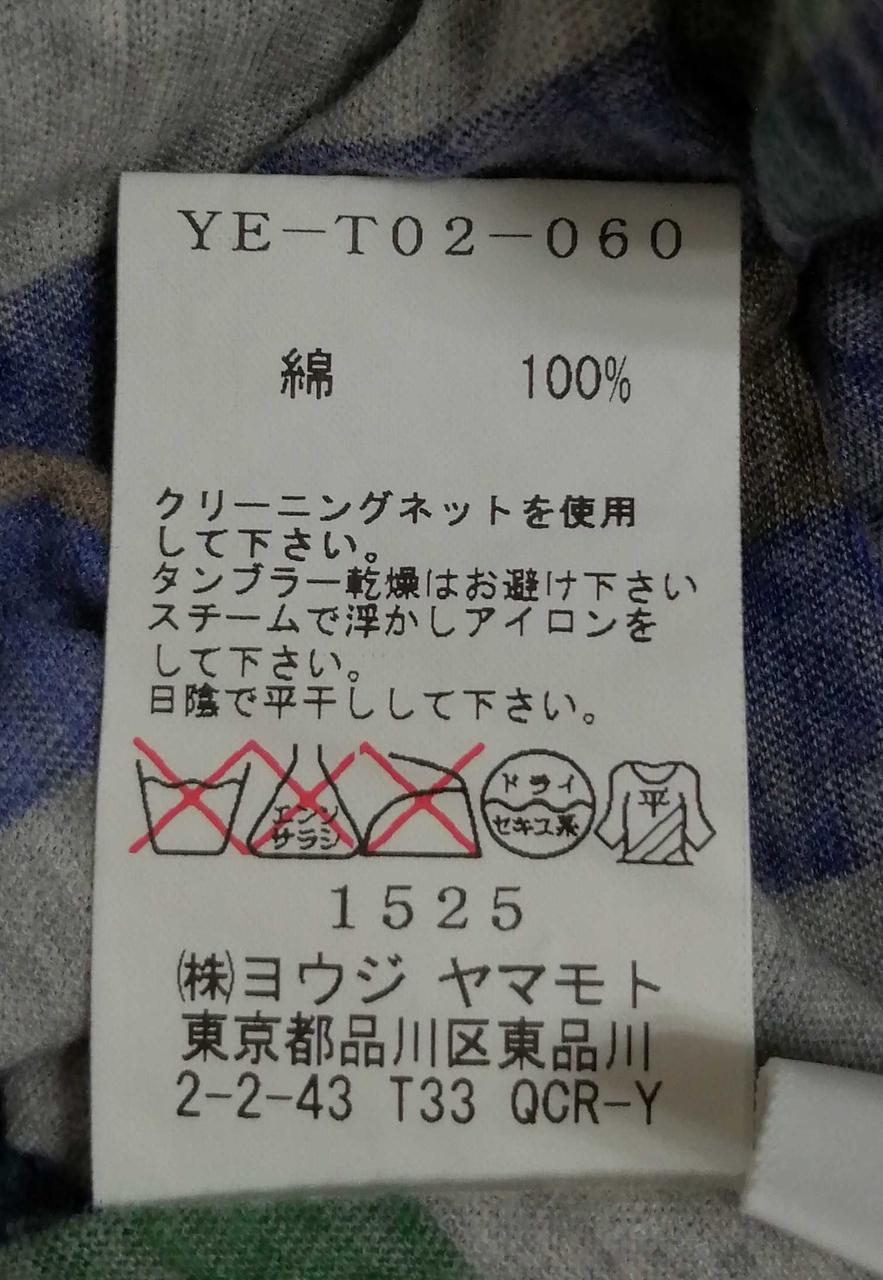 YE-T02-060
綿 100%
クリーニングネットを使用
して下さい。
タンブラー乾燥はお避け下さい
スチームで浮かしアイロンを
して下さい。
日陰で平干しして下さい。
エンソ
サラシ
ドライ
セキユ系
平
1525
㈱ヨウジ ヤマモト
東京都品川区東品川
2-2-43 T33 QCR-Y